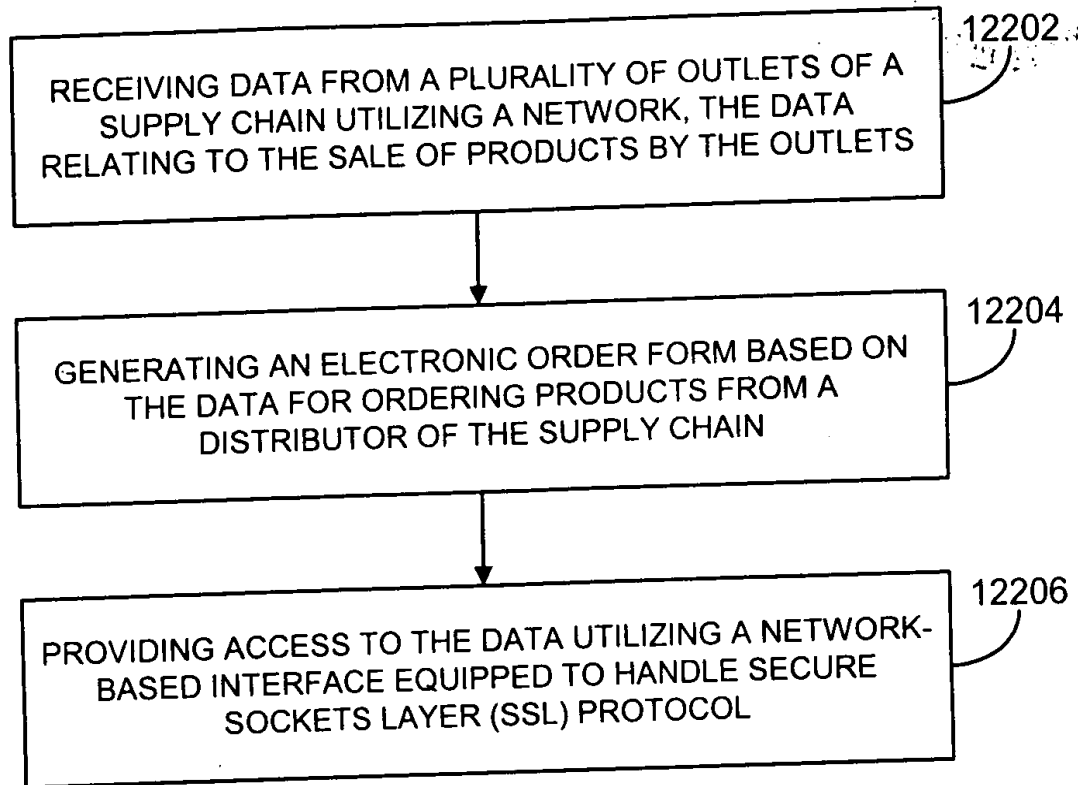 12202
RECEIVING DATA FROM A PLURALITY OF OUTLETS OF A
SUPPLY CHAIN UTILIZING A NETWORK, THE DATA
RELATING TO THE SALE OF PRODUCTS BY THE OUTLETS
12204
GENERATING AN ELECTRONIC ORDER FORM BASED ON
THE DATA FOR ORDERING PRODUCTS FROM A
DISTRIBUTOR OF THE SUPPLY CHAIN
12206
PROVIDING ACCESS TO THE DATA UTILIZING A NETWORK-
BASED INTERFACE EQUIPPED TO HANDLE SECURE
SOCKETS LAYER (SSL) PROTOCOL